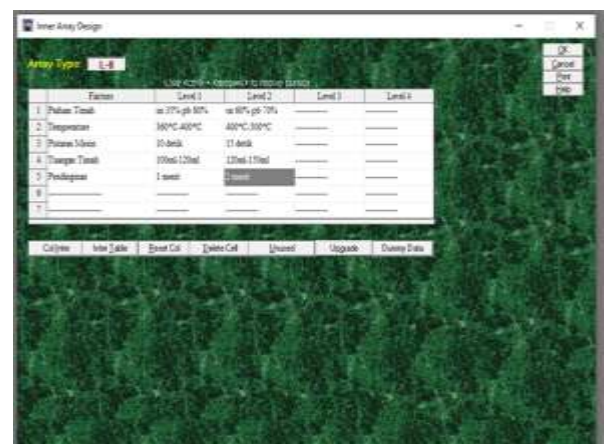 Inner Array Design
OK
Array Type: L-8
Cancel
Print
Help
Factors Level 1 Level 2 Level 3 Level 4
1 Paduan Timah
2 Temperature 360°C-400°C 400°C-500°C
3 Putaran Mesin 10 detik 15 detik
4 Tuangan Timah 100ml-120ml 120ml-150ml
5 Pendinginan 1 menit 2 menit
6
7
Col/Inter Inter Table Reset Col Delete Cell Unused Upgrade Dummy Data